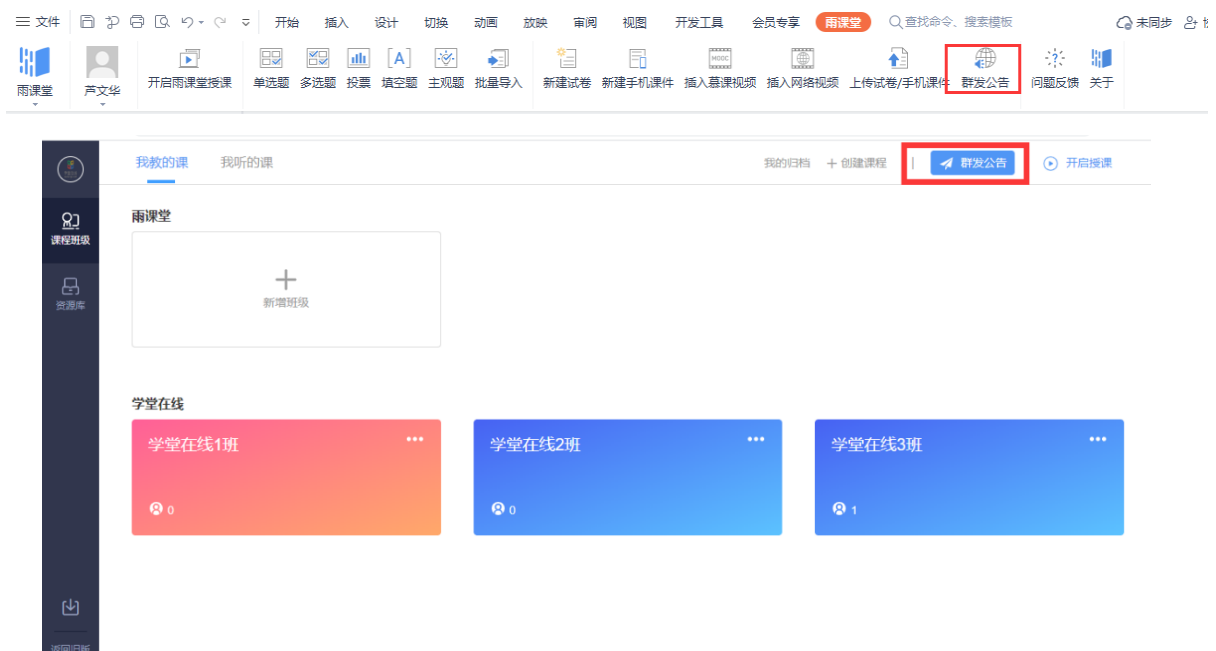 文件 开始 插入 设计 切换 动画 放映 审阅 视图 开发工具 会员专享 雨课堂 查找命令、搜索模板 未同步
雨课堂 芦文华 开启雨课堂授课 单选题 多选题 投票 填空题 主观题 批量导入 新建试卷 新建手机课件 插入慕课视频 插入网络视频 上传试卷/手机课件 群发公告 问题反馈 关于
我教的课 我听的课 我的归档 + 创建课程 | 群发公告 开启授课
雨课堂
课程班级
新增班级
资源库
学堂在线
学堂在线1班 ••• 学堂在线2班 ••• 学堂在线3班 •••
0 0 1
返回旧版